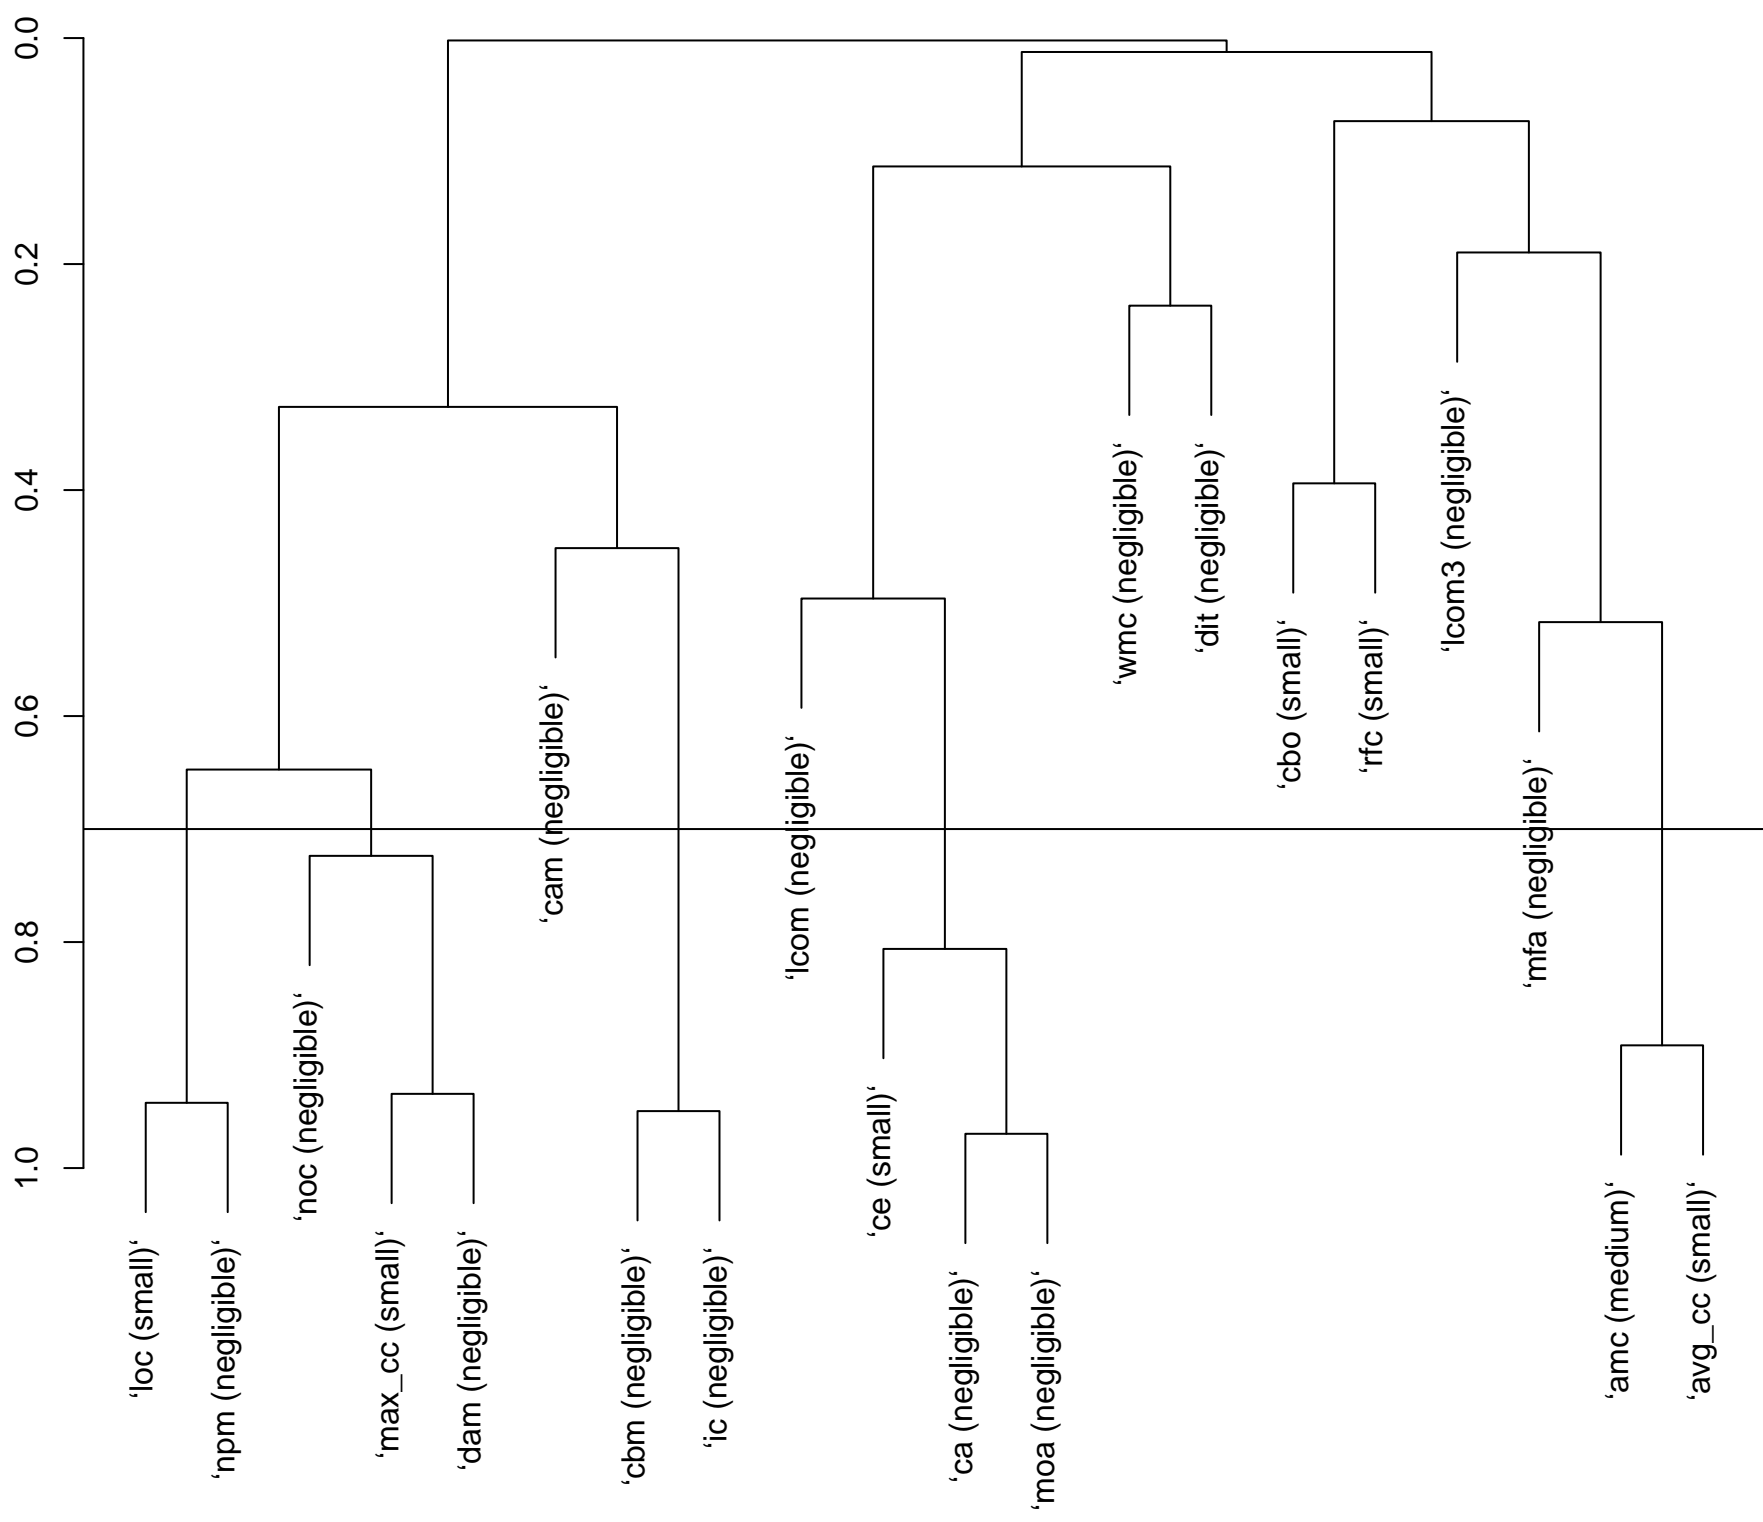 0.0
0.2
0.4
0.6
0.8
1.0
‘loc (small)‘
‘npm (negligible)‘
‘noc (negligible)‘
‘max_cc (small)‘
‘dam (negligible)‘
‘cam (negligible)‘
‘cbm (negligible)‘
‘ic (negligible)‘
‘lcom (negligible)‘
‘ce (small)‘
‘ca (negligible)‘
‘moa (negligible)‘
‘wmc (negligible)‘
‘dit (negligible)‘
‘cbo (small)‘
‘rfc (small)‘
‘lcom3 (negligible)‘
‘mfa (negligible)‘
‘amc (medium)‘
‘avg_cc (small)‘